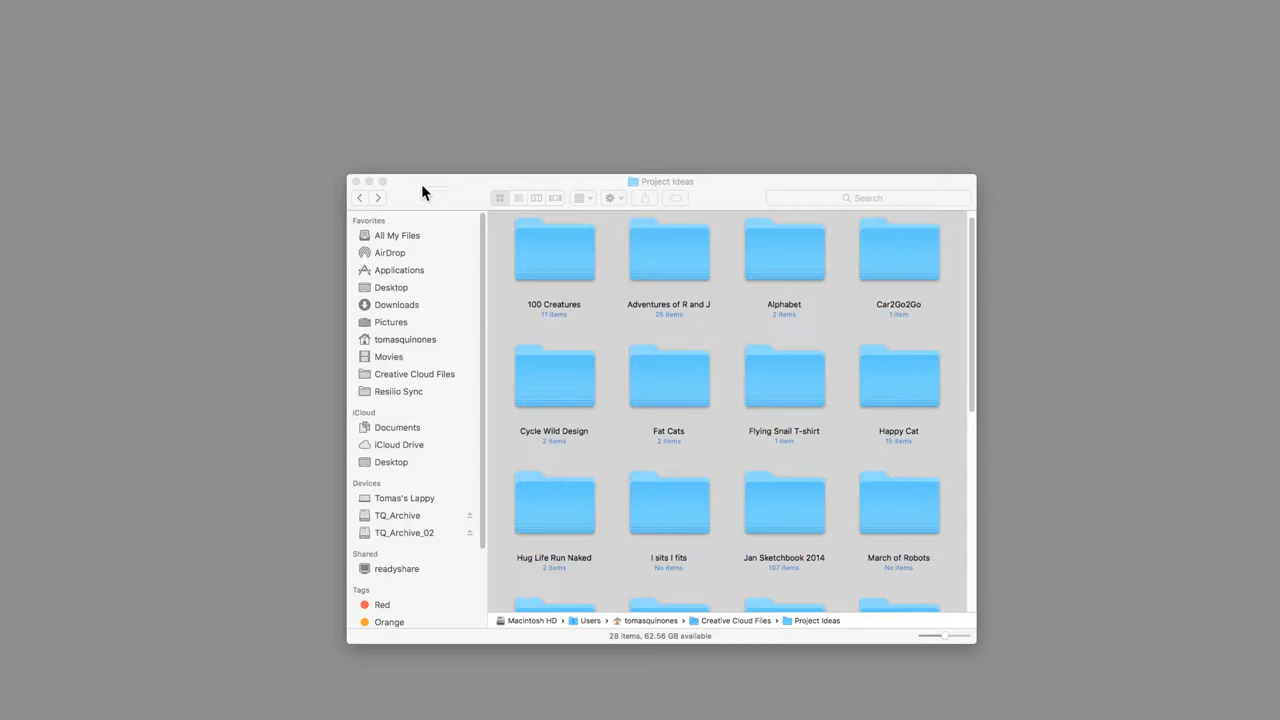 Project Ideas
Search
Favorites
All My Files
AirDrop
Applications
Desktop
Downloads
Pictures
tomasquinones
Movies
Creative Cloud Files
Resilio Sync
iCloud
Documents
iCloud Drive
Desktop
Devices
Tomas's Lappy
TQ_Archive
TQ_Archive_02
Shared
readyshare
Tags
Red
Orange
100 Creatures
11 items
Adventures of R and J
25 items
Alphabet
2 items
Car2Go2Go
1 item
Cycle Wild Design
2 items
Fat Cats
2 items
Flying Snail T-shirt
1 item
Happy Cat
15 items
Hug Life Run Naked
2 items
I sits I fits
No items
Jan Sketchbook 2014
107 items
March of Robots
No items
Macintosh HD › Users › tomasquinones › Creative Cloud Files › Project Ideas
28 items, 62.56 GB available